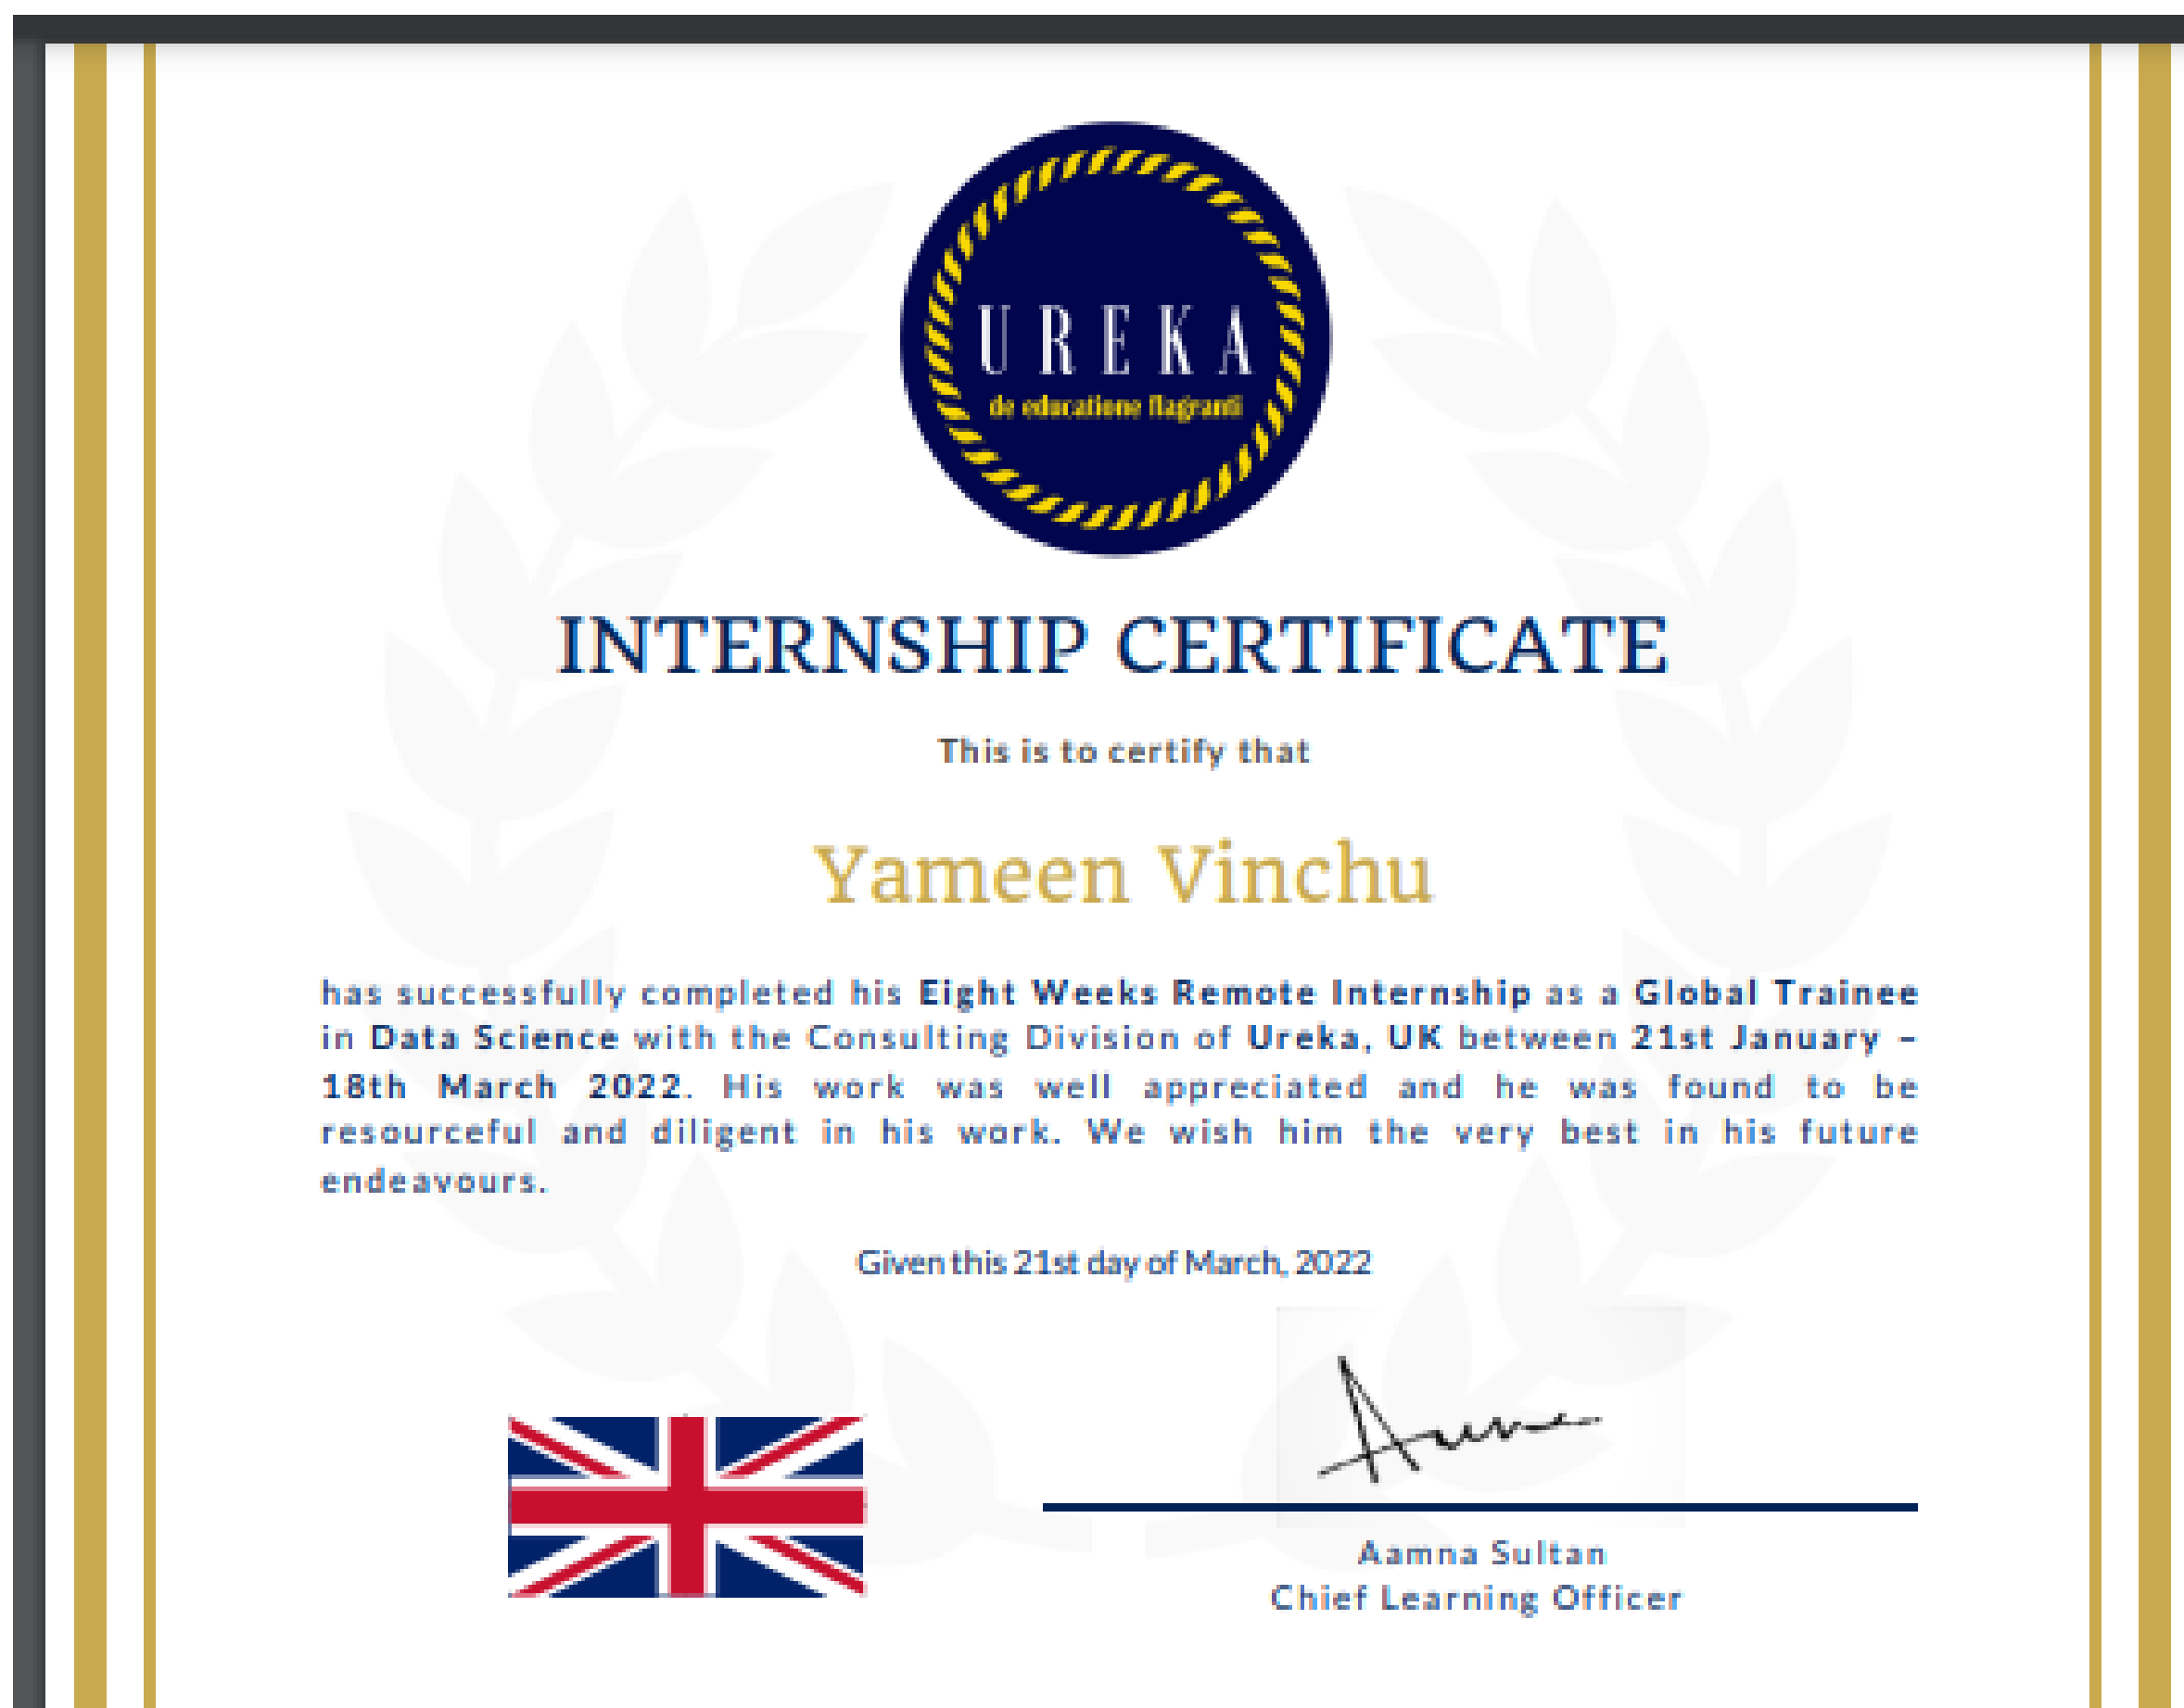 UREKA
de educatione flagranti
INTERNSHIP CERTIFICATE
This is to certify that
Yameen Vinchu
has successfully completed his Eight Weeks Remote Internship as a Global Trainee
in Data Science with the Consulting Division of Ureka, UK between 21st January –
18th March 2022. His work was well appreciated and he was found to be
resourceful and diligent in his work. We wish him the very best in his future
endeavours.
Given this 21st day of March, 2022
Aamna Sultan
Chief Learning Officer